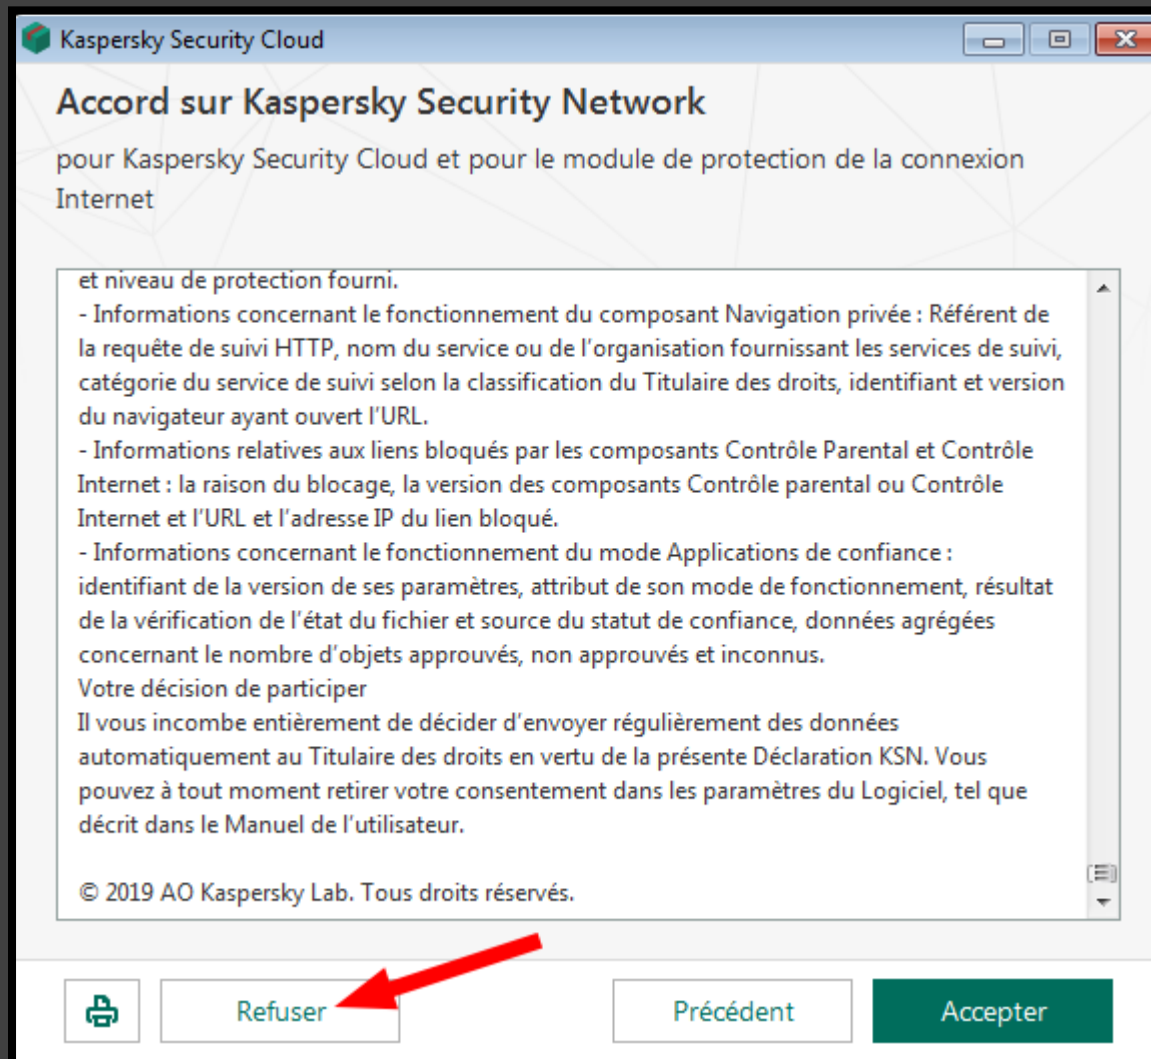 Kaspersky Security Cloud
Accord sur Kaspersky Security Network
pour Kaspersky Security Cloud et pour le module de protection de la connexion
Internet
et niveau de protection fourni.
- Informations concernant le fonctionnement du composant Navigation privée : Référent de
la requête de suivi HTTP, nom du service ou de l'organisation fournissant les services de suivi,
catégorie du service de suivi selon la classification du Titulaire des droits, identifiant et version
du navigateur ayant ouvert l'URL.
- Informations relatives aux liens bloqués par les composants Contrôle Parental et Contrôle
Internet : la raison du blocage, la version des composants Contrôle parental ou Contrôle
Internet et l'URL et l'adresse IP du lien bloqué.
- Informations concernant le fonctionnement du mode Applications de confiance :
identifiant de la version de ses paramètres, attribut de son mode de fonctionnement, résultat
de la vérification de l'état du fichier et source du statut de confiance, données agrégées
concernant le nombre d'objets approuvés, non approuvés et inconnus.
Votre décision de participer
Il vous incombe entièrement de décider d'envoyer régulièrement des données
automatiquement au Titulaire des droits en vertu de la présente Déclaration KSN. Vous
pouvez à tout moment retirer votre consentement dans les paramètres du Logiciel, tel que
décrit dans le Manuel de l'utilisateur.
© 2019 AO Kaspersky Lab. Tous droits réservés.
Refuser
Précédent
Accepter